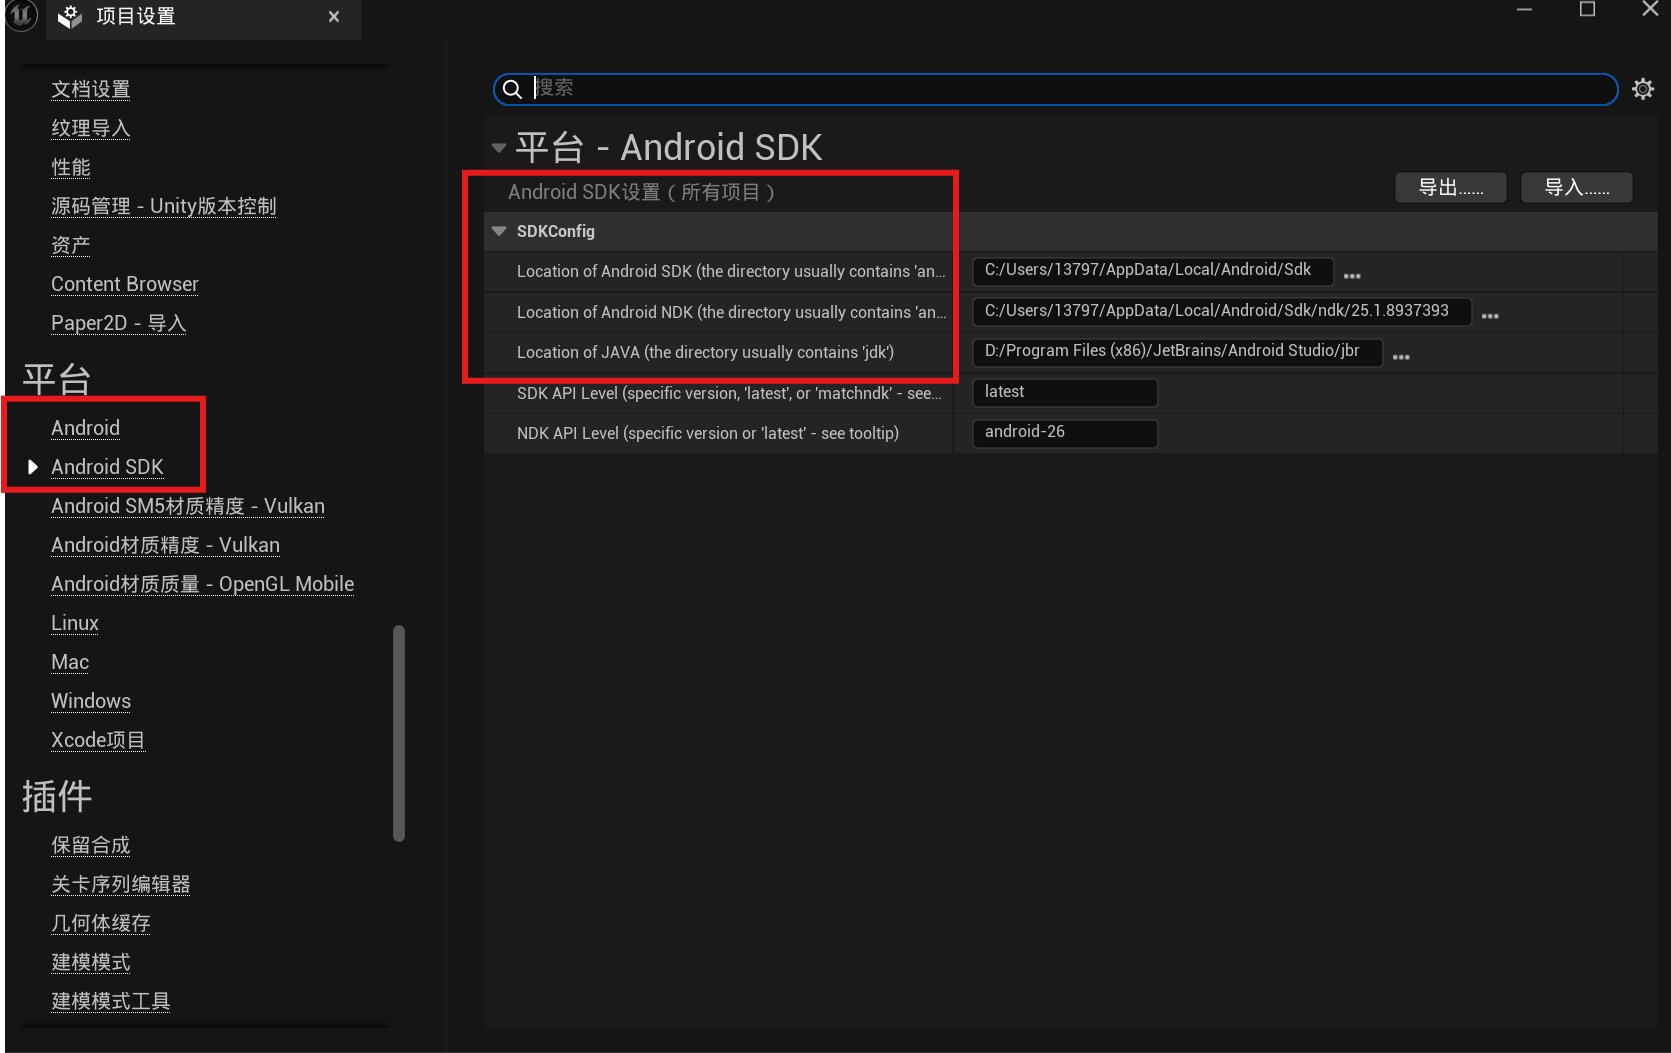 项目设置
文档设置
纹理导入
性能
源码管理 - Unity版本控制
资产
Content Browser
Paper2D - 导入
平台
Android
Android SDK
Android SM5材质精度 - Vulkan
Android材质精度 - Vulkan
Android材质质量 - OpenGL Mobile
Linux
Mac
Windows
Xcode项目
插件
保留合成
关卡序列编辑器
几何体缓存
建模模式
建模模式工具
搜索
平台 - Android SDK
Android SDK设置（所有项目）
导出......
导入......
SDKConfig
Location of Android SDK (the directory usually contains 'an...
C:/Users/13797/AppData/Local/Android/Sdk
Location of Android NDK (the directory usually contains 'an...
C:/Users/13797/AppData/Local/Android/Sdk/ndk/25.1.8937393
Location of JAVA (the directory usually contains 'jdk')
D:/Program Files (x86)/JetBrains/Android Studio/jbr
SDK API Level (specific version, 'latest', or 'matchndk' - see...
latest
NDK API Level (specific version or 'latest' - see tooltip)
android-26